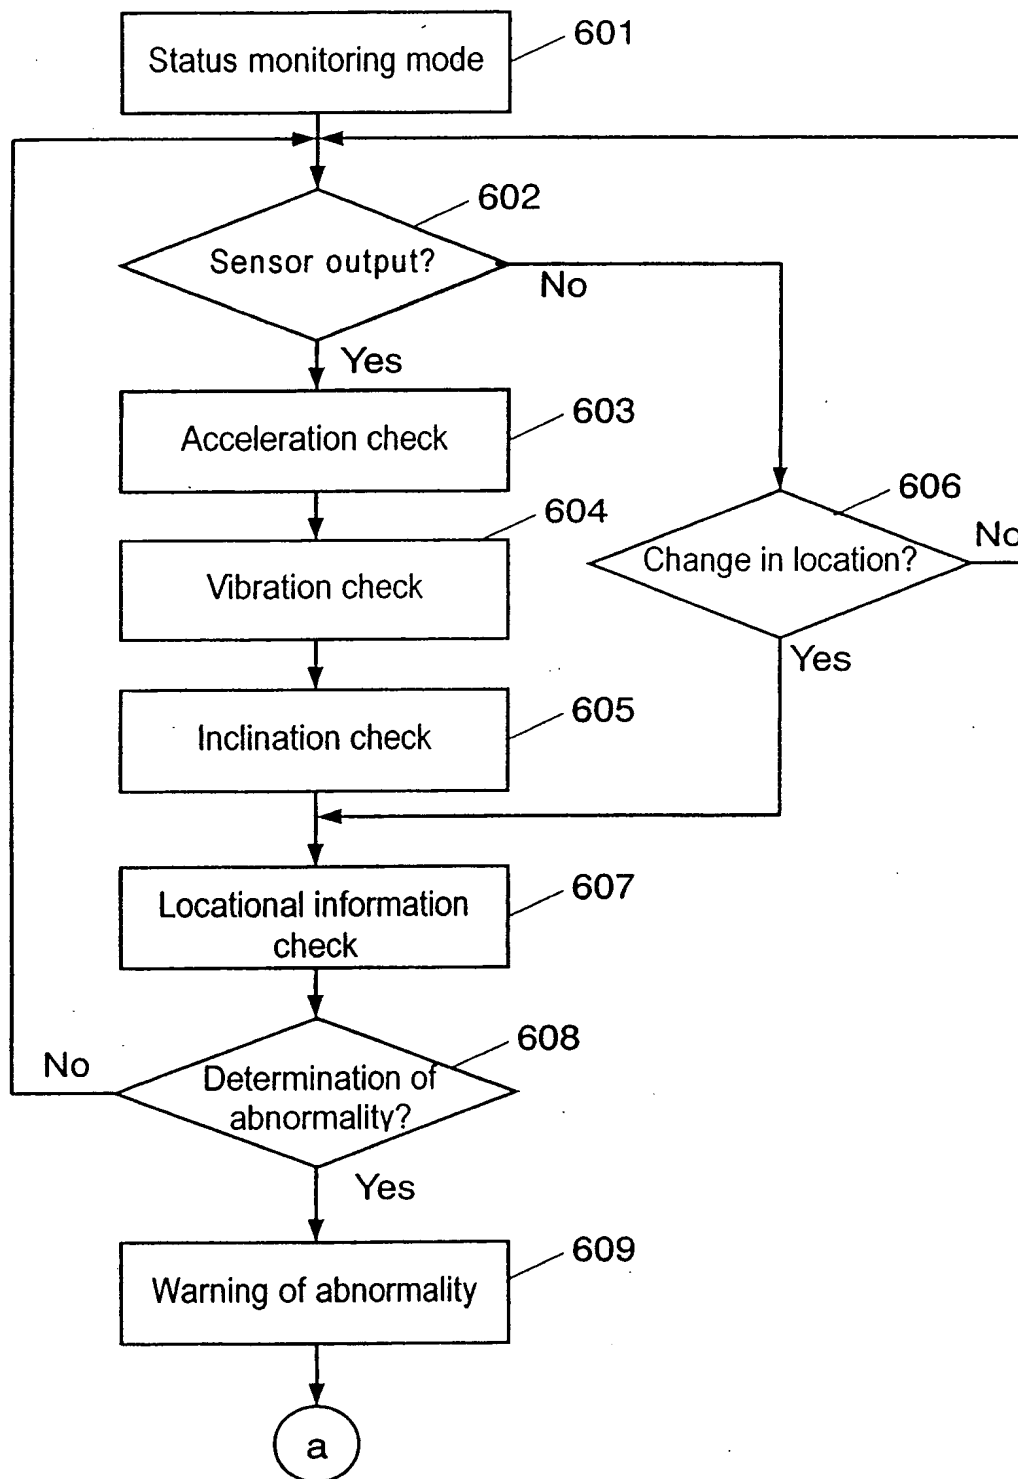 Status monitoring mode
601
602
Sensor output?
No
Yes
603
Acceleration check
604
606
Vibration check
Change in location?
No
Yes
605
Inclination check
607
Locational information
check
608
No
Determination of
abnormality?
Yes
609
Warning of abnormality
a